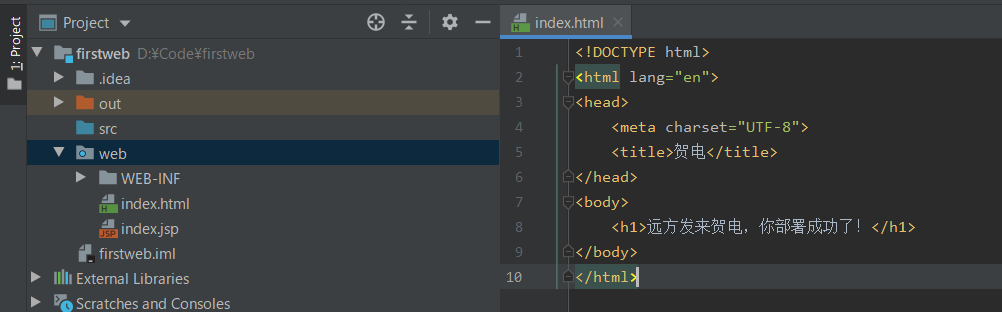 1: Project
Project
firstweb D:¥Code¥firstweb
.idea
out
src
web
WEB-INF
index.html
index.jsp
firstweb.iml
External Libraries
Scratches and Consoles
index.html
1 <!DOCTYPE html>
2 <html lang="en">
3 <head>
4 <meta charset="UTF-8">
5 <title>贺电</title>
6 </head>
7 <body>
8 <h1>远方发来贺电，你部署成功了！</h1>
9 </body>
10 </html>